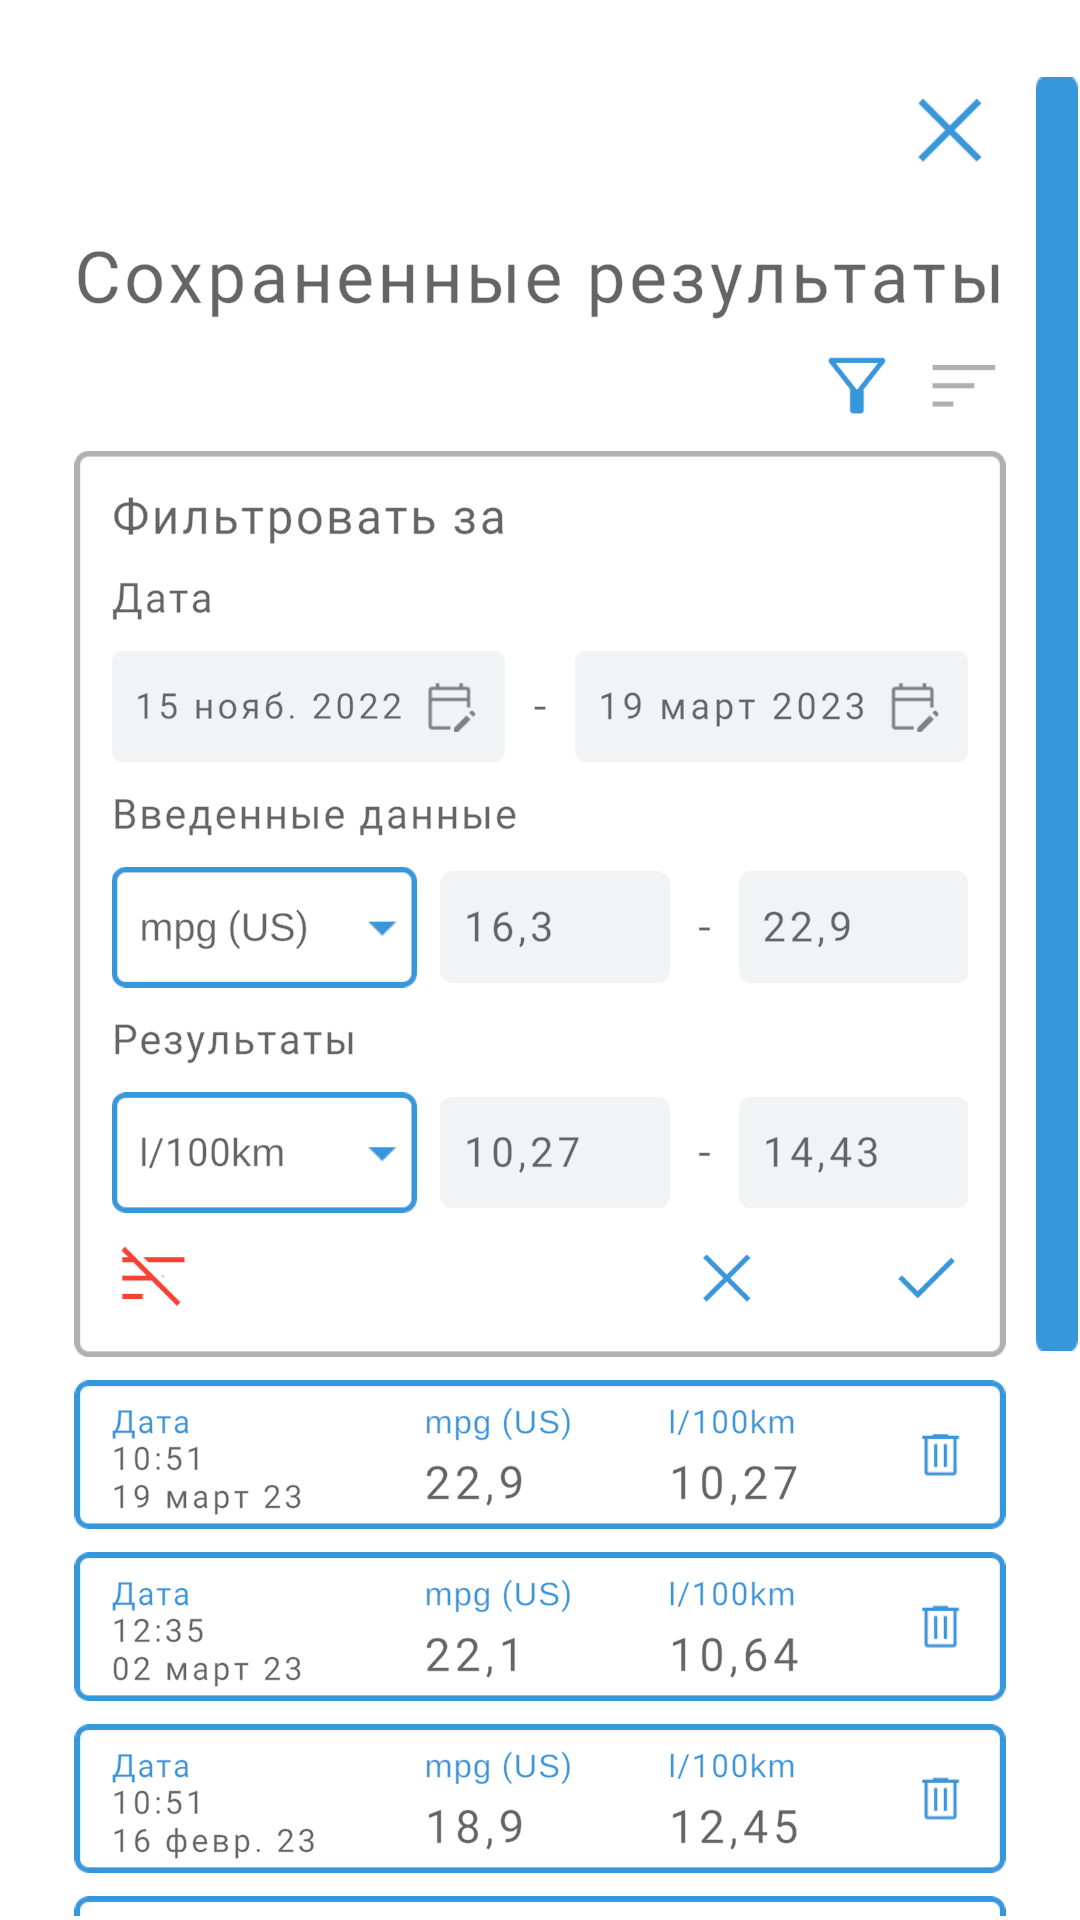 Сохраненные результаты
Фильтровать за
Дата
15 нояб. 2022 - 19 март 2023
Введенные данные
mpg (US) 16,3 - 22,9
Результаты
l/100km 10,27 - 14,43
Дата mpg (US) l/100km
10:51
22,9 10,27
19 март 23
Дата mpg (US) l/100km
12:35
22,1 10,64
02 март 23
Дата mpg (US) l/100km
10:51
18,9 12,45
16 февр. 23